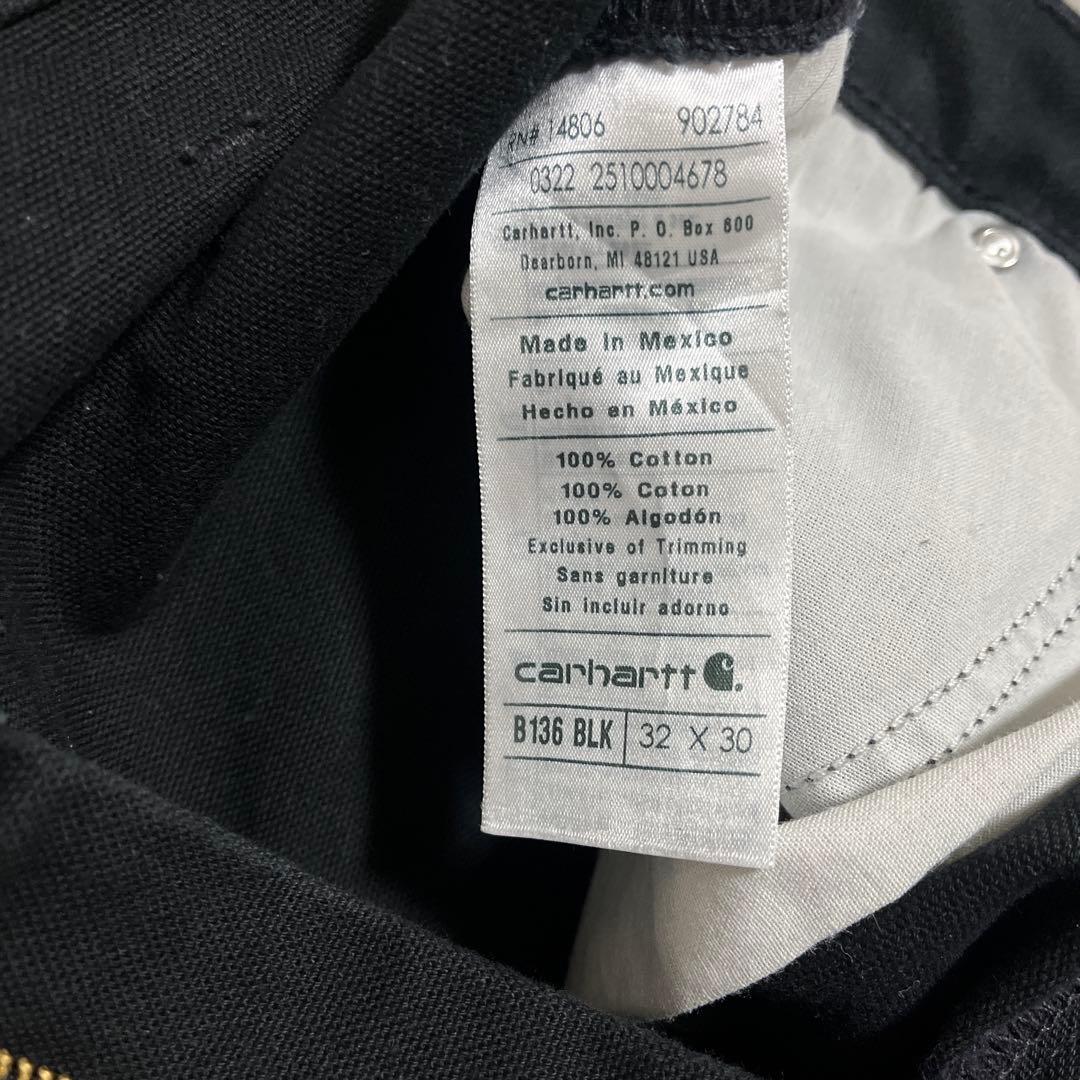 RN# 14806 902784
0322 2510004678
Carhartt, Inc. P. O. Box 600
Dearborn, MI 48121 USA
carhartt.com
Made in Mexico
Fabriqué au Mexique
Hecho en México
100% Cotton
100% Coton
100% Algodón
Exclusive of Trimming
Sans garniture
Sin incluir adorno
carhartt
B136 BLK 32 X 30